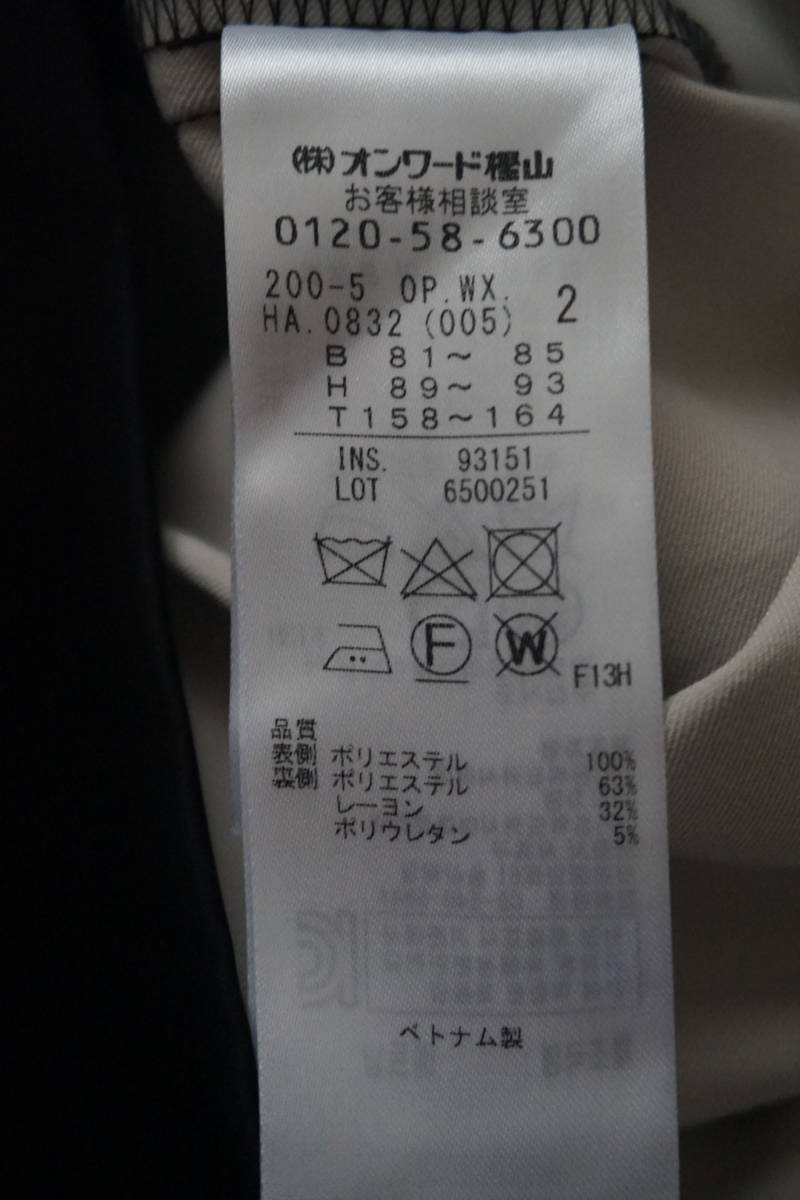 (株)オンワード樫山
お客様相談室
0120-58-6300
200-5 OP.WX. 2
HA.0832 (005)
B 81～ 85
H 89～ 93
T158～164
INS. 93151
LOT 6500251
F W F13H
品質
表側 ポリエステル 100%
裏側 ポリエステル 63%
レーヨン 32%
ポリウレタン 5%
ベトナム製